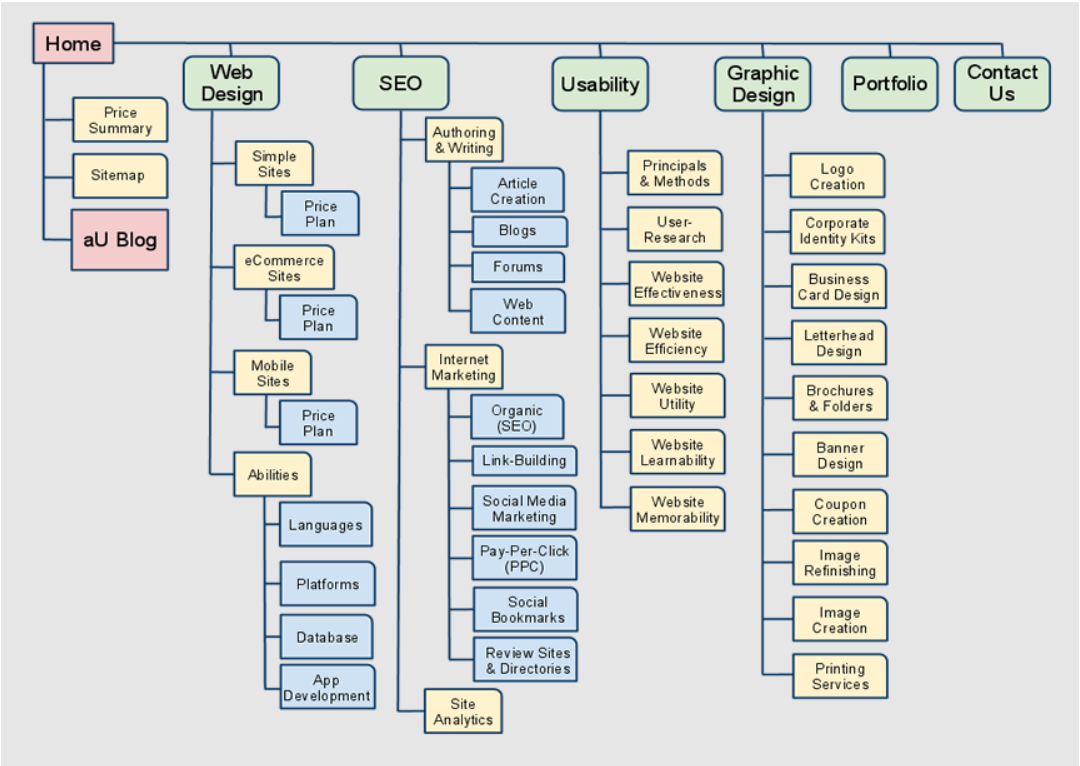 Home
Price
Summary
Sitemap
aU Blog
Web
Design
Simple
Sites
Price
Plan
eCommerce
Sites
Price
Plan
Mobile
Sites
Price
Plan
Abilities
Languages
Platforms
Database
App
Development
SEO
Authoring
& Writing
Article
Creation
Blogs
Forums
Web
Content
Internet
Marketing
Organic
(SEO)
Link-Building
Social Media
Marketing
Pay-Per-Click
(PPC)
Social
Bookmarks
Review Sites
& Directories
Site
Analytics
Usability
Principals
& Methods
User-
Research
Website
Effectiveness
Website
Efficiency
Website
Utility
Website
Learnability
Website
Memorability
Graphic
Design
Logo
Creation
Corporate
Identity Kits
Business
Card Design
Letterhead
Design
Brochures
& Folders
Banner
Design
Coupon
Creation
Image
Refinishing
Image
Creation
Printing
Services
Portfolio
Contact
Us